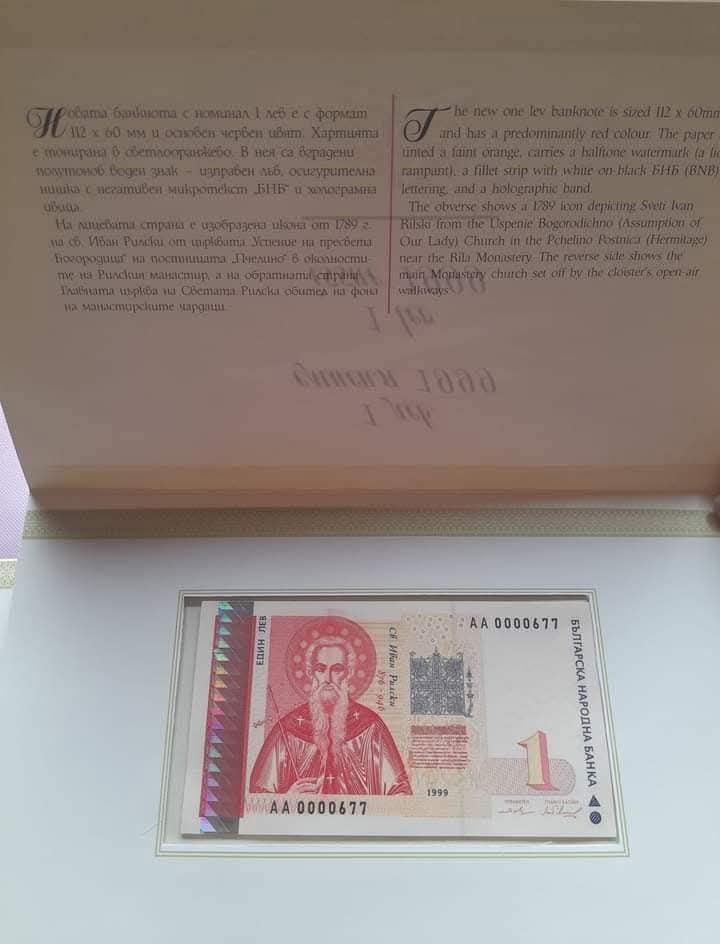 Новата банкнота с номинал 1 лев е с формат
112 х 60 мм и основен червен цвят. Хартията
е тонирана в светлооранжево. В нея са вградени
полутонов воден знак – изправен лъв, осигурителна
нишка с негативен микротекст „БНБ" и холограмна
ивица.
На лицевата страна е изобразена икона от 1789 г.
на св. Иван Рилски от църквата Успение на пресвета
Богородица" на постницата „Пчелино" в околности-
те на Рилския манастир, а на обратната страна
Главната църква на Светата Рилска обител на фона
на манастирските чардаци.
The new one lev banknote is sized 112 x 60mm
and has a predominantly red colour. The paper
tinted a faint orange, carries a halftone watermark (a
rampant), a fillet strip with white on black БНБ (BNB)
lettering, and a holographic band.
The obverse shows a 1789 icon depicting Sveti Ivan
Rilski from the Uspenie Bogorodichno (Assumption of
Our Lady) Church in the Pchelino Postnica (Hermitage)
near the Rila Monastery. The reverse side shows the
main Monastery church set off by the cloister's open-air
walkways
1 lev
емисия 1999
1 лев
ЕДИН ЛЕВ
Св. Иван Рилски
876 - 946
АА 0000677
БЪЛГАРСКА НАРОДНА БАНКА
1
1999
АА 0000677